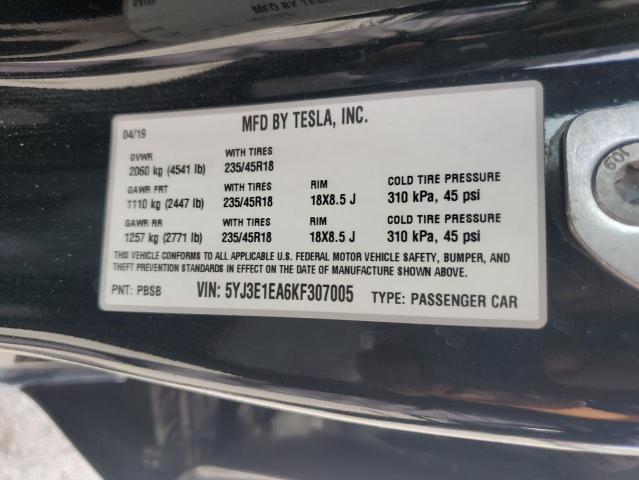 MFD BY TESLA, INC.
04/19
GVWR WITH TIRES
2060 kg (4541 lb) 235/45R18
GAWR FRT WITH TIRES RIM COLD TIRE PRESSURE
1110 kg (2447 lb) 235/45R18 18X8.5 J 310 kPa, 45 psi
GAWR RR WITH TIRES RIM COLD TIRE PRESSURE
1257 kg (2771 lb) 235/45R18 18X8.5 J 310 kPa, 45 psi
THIS VEHICLE CONFORMS TO ALL APPLICABLE U.S. FEDERAL MOTOR VEHICLE SAFETY, BUMPER, AND
THEFT PREVENTION STANDARDS IN EFFECT ON THE DATE OF MANUFACTURE SHOWN ABOVE.
PNT: PBSB VIN: 5YJ3E1EA6KF307005 TYPE: PASSENGER CAR
MFD BY TESLA